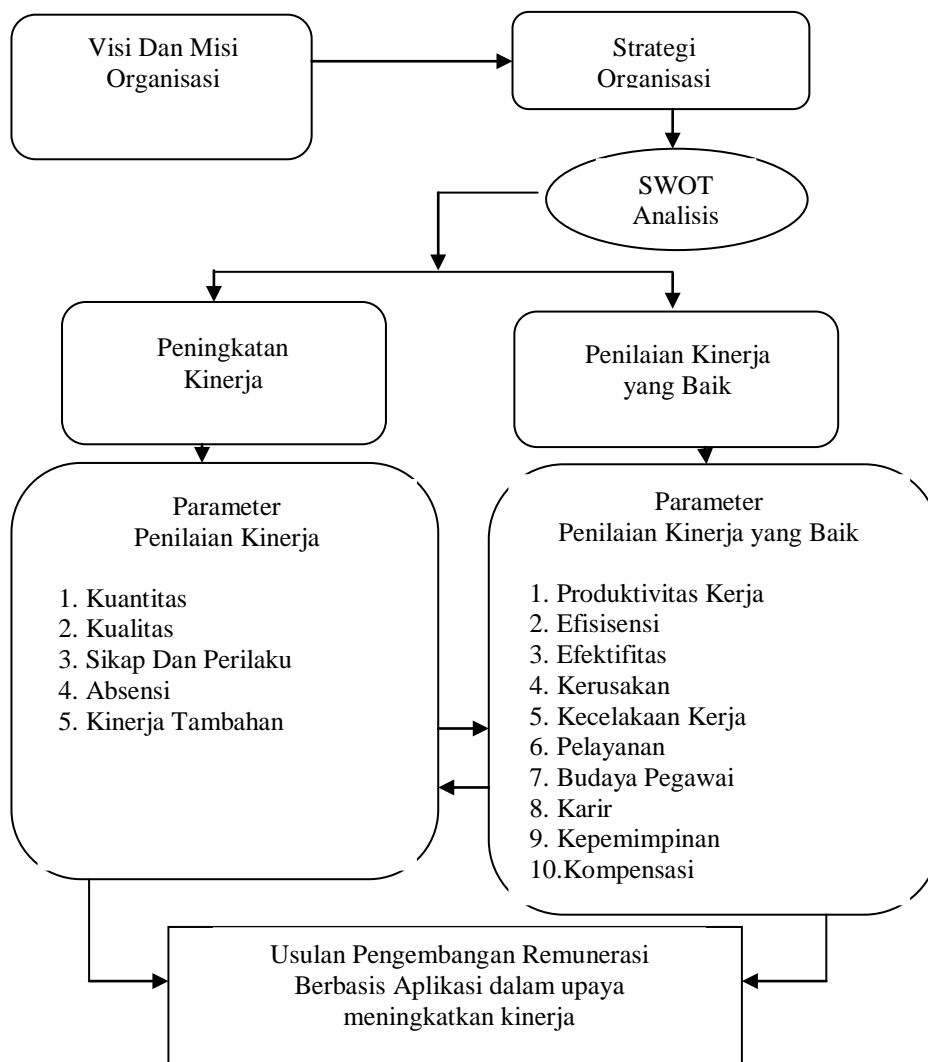 Visi Dan Misi
Organisasi
Strategi
Organisasi
SWOT
Analisis
Peningkatan
Kinerja
Penilaian Kinerja
yang Baik
Parameter
Penilaian Kinerja
1. Kuantitas
2. Kualitas
3. Sikap Dan Perilaku
4. Absensi
5. Kinerja Tambahan
Parameter
Penilaian Kinerja yang Baik
1. Produktivitas Kerja
2. Efisisensi
3. Efektifitas
4. Kerusakan
5. Kecelakaan Kerja
6. Pelayanan
7. Budaya Pegawai
8. Karir
9. Kepemimpinan
10.Kompensasi
Usulan Pengembangan Remunerasi
Berbasis Aplikasi dalam upaya
meningkatkan kinerja